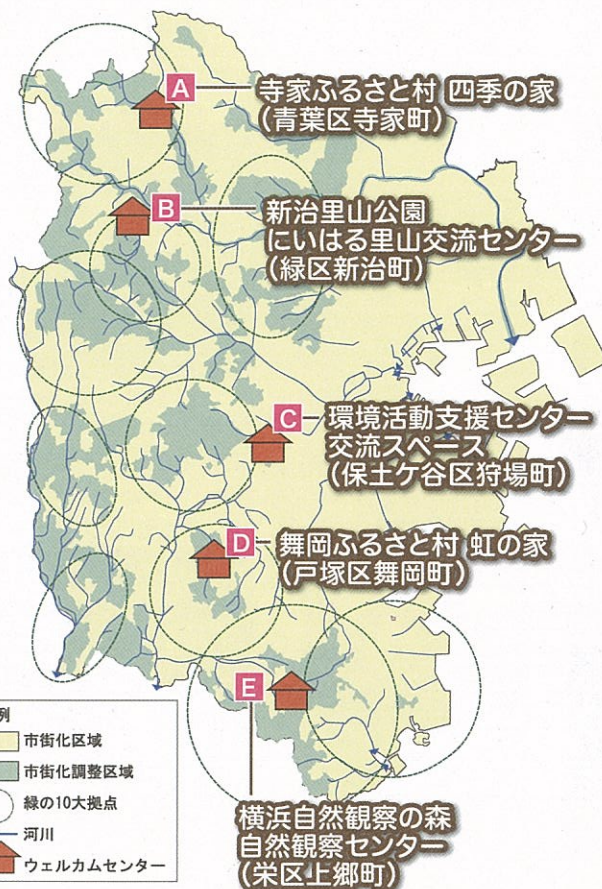 A
寺家ふるさと村 四季の家
(青葉区寺家町)
B
新治里山公園
にいはる里山交流センター
(緑区新治町)
C
環境活動支援センター
交流スペース
(保土ケ谷区狩場町)
D
舞岡ふるさと村 虹の家
(戸塚区舞岡町)
E
横浜自然観察の森
自然観察センター
(栄区上郷町)
例
市街化区域
市街化調整区域
緑の10大拠点
河川
ウェルカムセンター